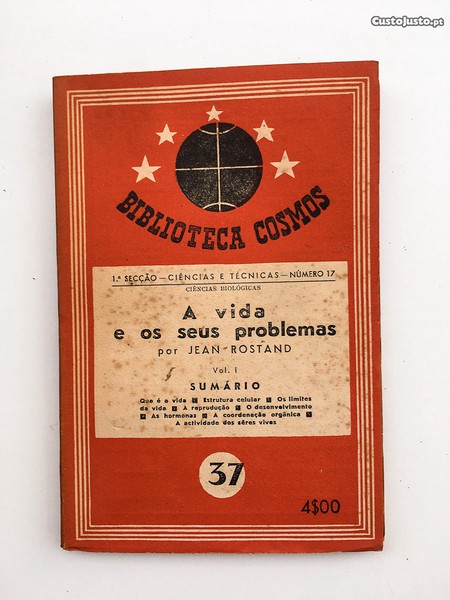 CustoJusto.pt
BIBLIOTECA COSMOS
1.ª SECÇÃO — CIÊNCIAS E TÉCNICAS — NÚMERO 17
CIÊNCIAS BIOLÓGICAS
A vida
e os seus problemas
por JEAN ROSTAND
Vol. I
SUMÁRIO
Que é a vida ■ Estrutura celular ■ Os limites
da vida ■ A reprodução ■ O desenvolvimento
■ As hormonas ■ A coordenação orgânica ■
A actividade dos sêres vivos
37
4$00